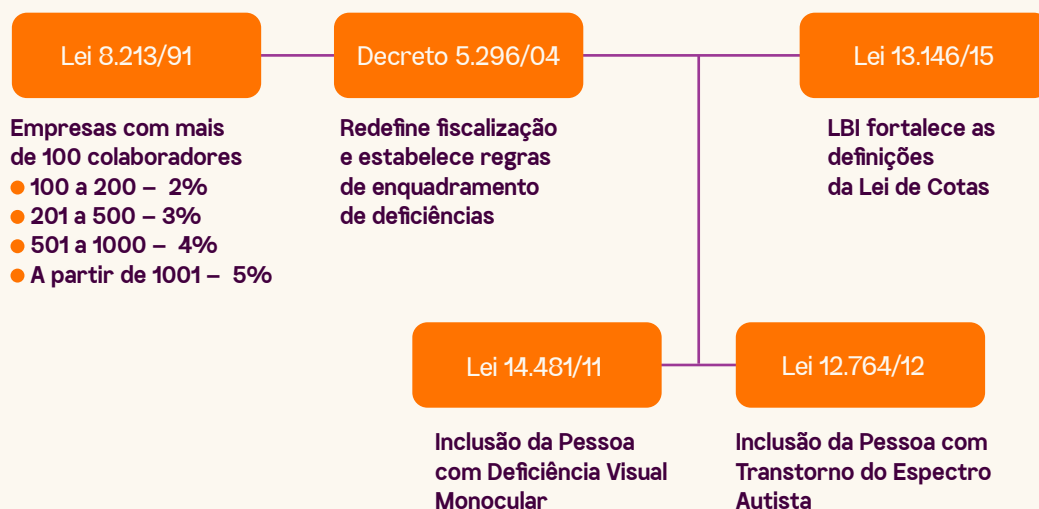 Lei 8.213/91
Empresas com mais
de 100 colaboradores
100 a 200 – 2%
201 a 500 – 3%
501 a 1000 – 4%
A partir de 1001 – 5%
Decreto 5.296/04
Redefine fiscalização
e estabelece regras
de enquadramento
de deficiências
Lei 13.146/15
LBI fortalece as
definições
da Lei de Cotas
Lei 14.481/11
Inclusão da Pessoa
com Deficiência Visual
Monocular
Lei 12.764/12
Inclusão da Pessoa com
Transtorno do Espectro
Autista